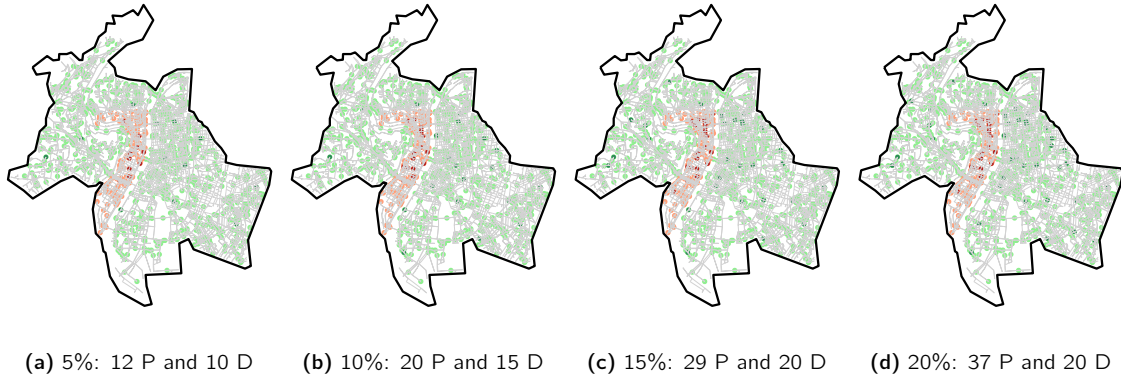 (a) 5%: 12 P and 10 D
(b) 10%: 20 P and 15 D
(c) 15%: 29 P and 20 D
(d) 20%: 37 P and 20 D